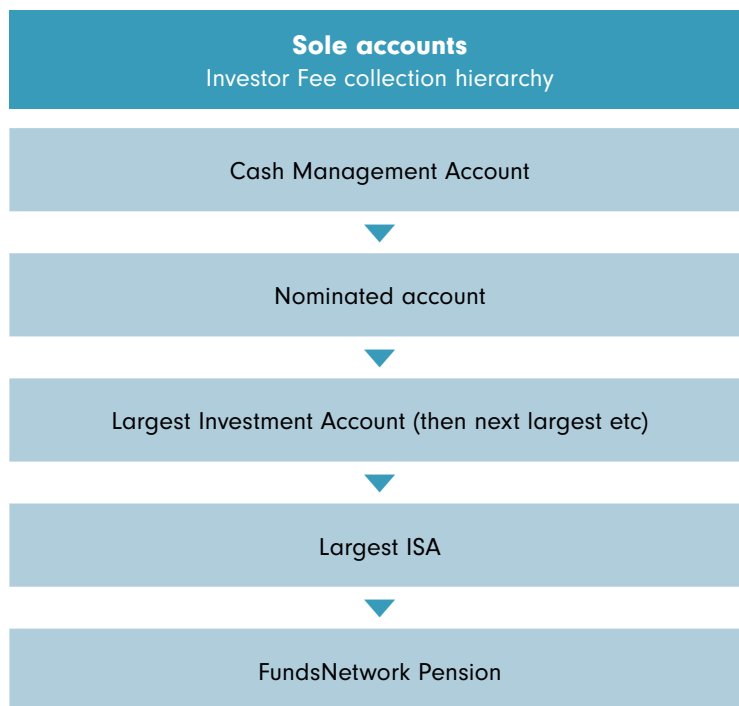 Sole accounts
Investor Fee collection hierarchy
Cash Management Account
Nominated account
Largest Investment Account (then next largest etc)
Largest ISA
FundsNetwork Pension